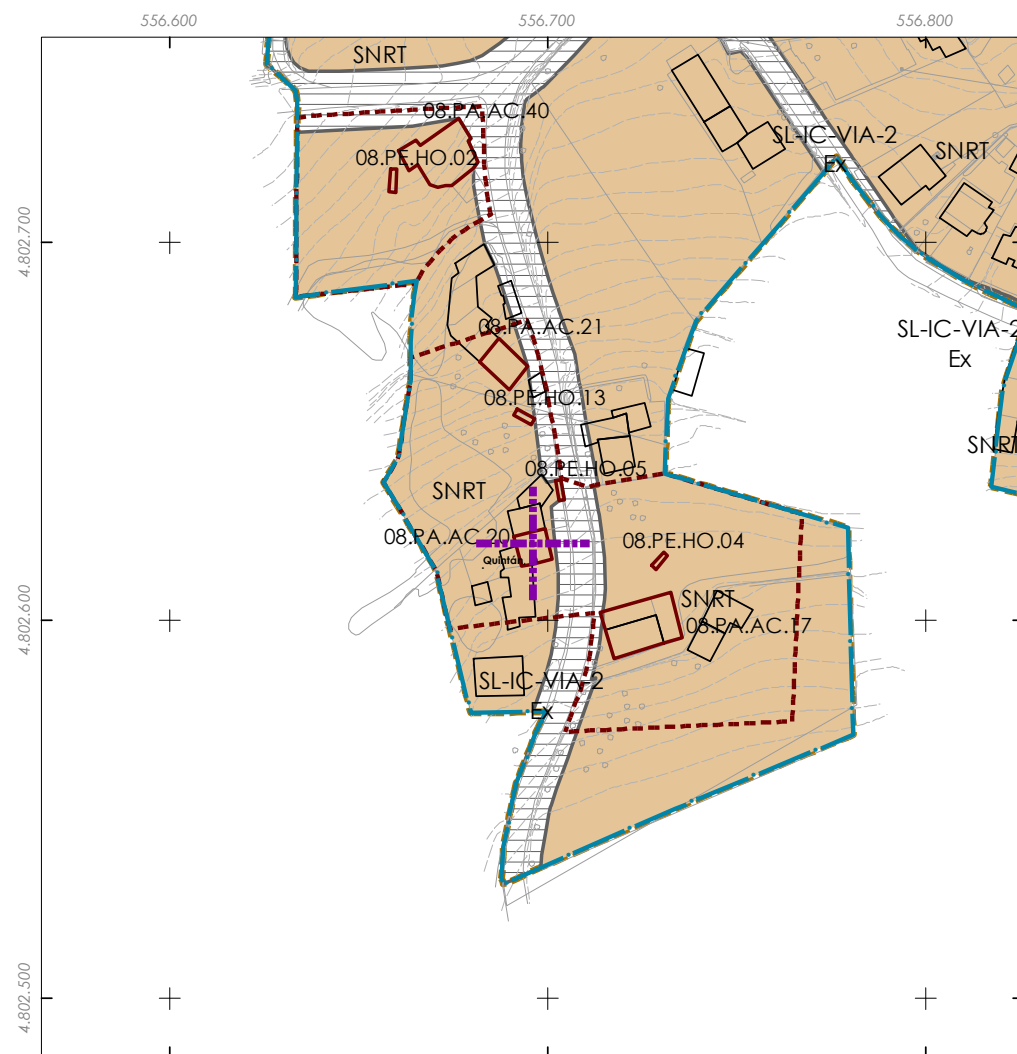 556.600
556.700
556.800
SNRT
08.PA.AC.40
SL-IC-VIA-2
Ex
SNRT
08.PE.HO.02
4.802.700
08.PA.AC.21
SL-IC-VIA-2
Ex
08.PE.HO.13
SNRT
08.PE.HO.05
SNRT
08.PA.AC.20
08.PE.HO.04
Quintán
4.802.600
SNRT
08.PA.AC.17
SL-IC-VIA-2
Ex
4.802.500